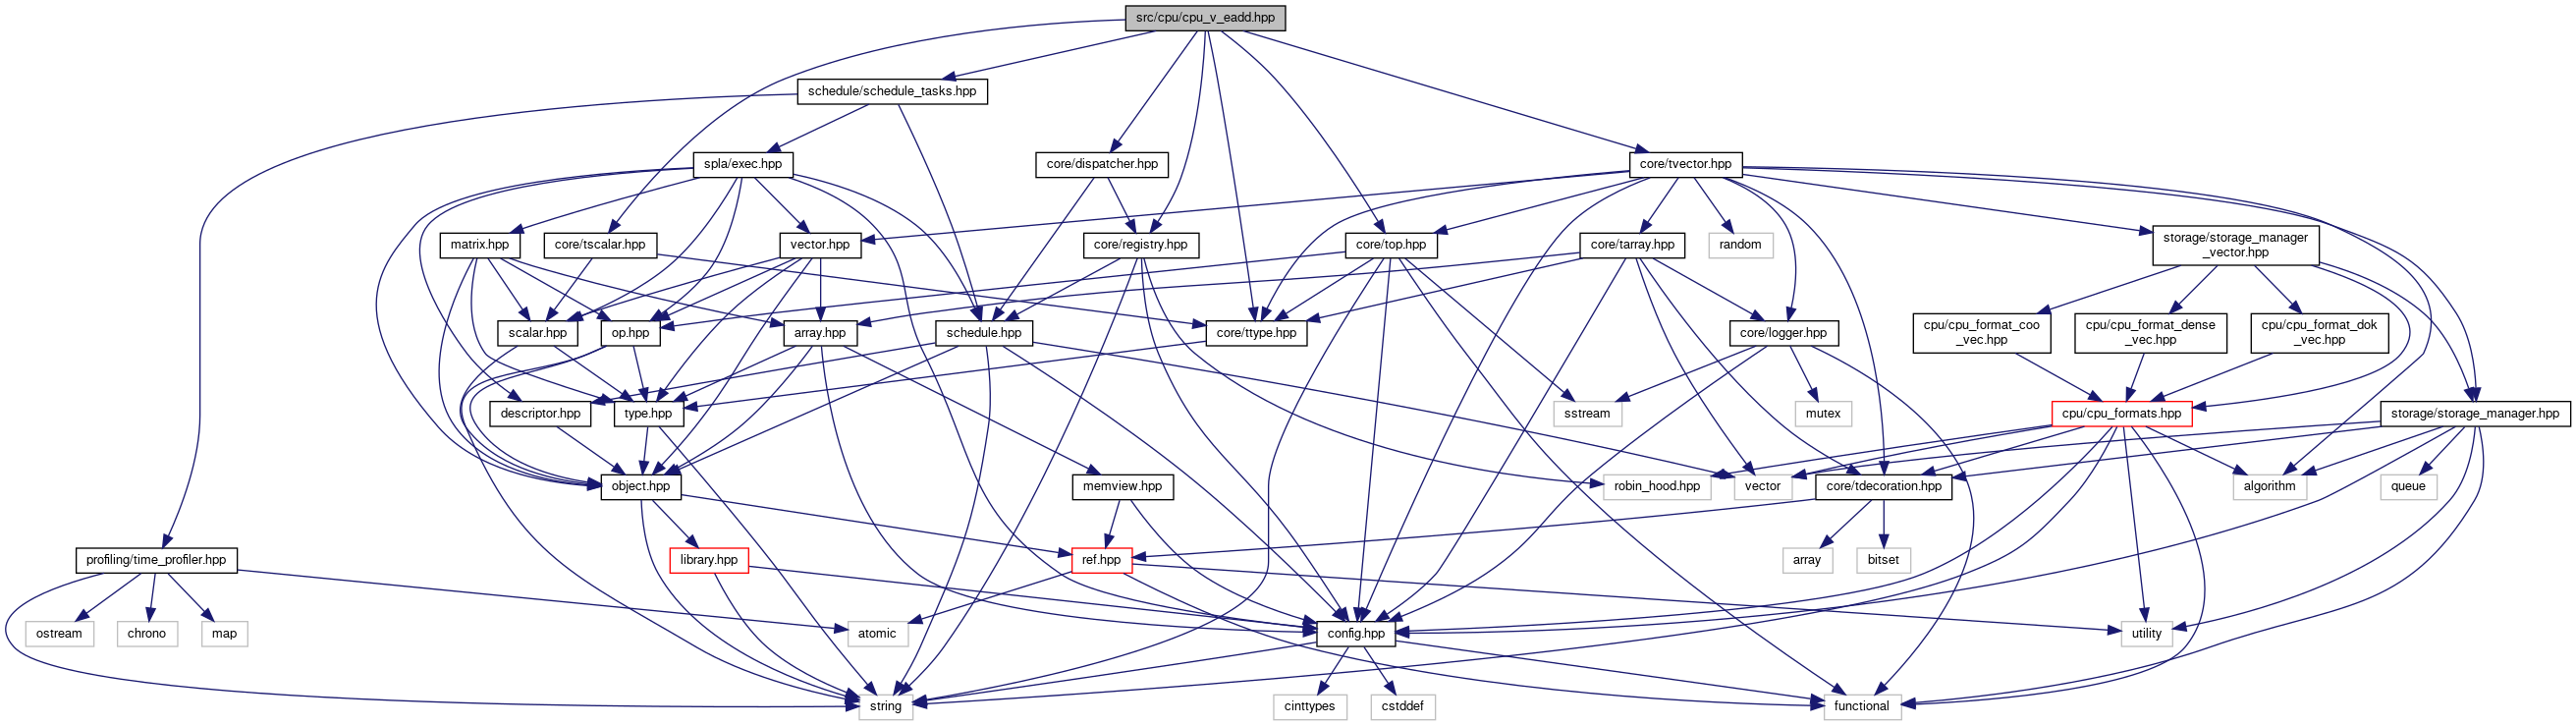 src/cpu/cpu_v_eadd.hpp
schedule/schedule_tasks.hpp
spla/exec.hpp
core/dispatcher.hpp
core/tvector.hpp
matrix.hpp
core/tscalar.hpp
vector.hpp
core/registry.hpp
core/top.hpp
core/tarray.hpp
random
storage/storage_manager
_vector.hpp
scalar.hpp
op.hpp
array.hpp
schedule.hpp
core/ttype.hpp
core/logger.hpp
cpu/cpu_format_coo
_vec.hpp
cpu/cpu_format_dense
_vec.hpp
cpu/cpu_format_dok
_vec.hpp
descriptor.hpp
type.hpp
sstream
mutex
cpu/cpu_formats.hpp
storage/storage_manager.hpp
object.hpp
memview.hpp
robin_hood.hpp
vector
core/tdecoration.hpp
algorithm
queue
profiling/time_profiler.hpp
library.hpp
ref.hpp
array
bitset
ostream
chrono
map
atomic
config.hpp
utility
string
cinttypes
cstddef
functional